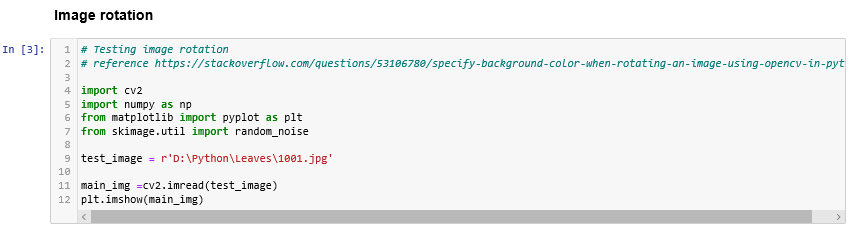 Image rotation
In [3]:
1 # Testing image rotation
2 # reference https://stackoverflow.com/questions/53106780/specify-background-color-when-rotating-an-image-using-opencv-in-pyt
3
4 import cv2
5 import numpy as np
6 from matplotlib import pyplot as plt
7 from skimage.util import random_noise
8
9 test_image = r'D:\Python\Leaves\1001.jpg'
10
11 main_img =cv2.imread(test_image)
12 plt.imshow(main_img)